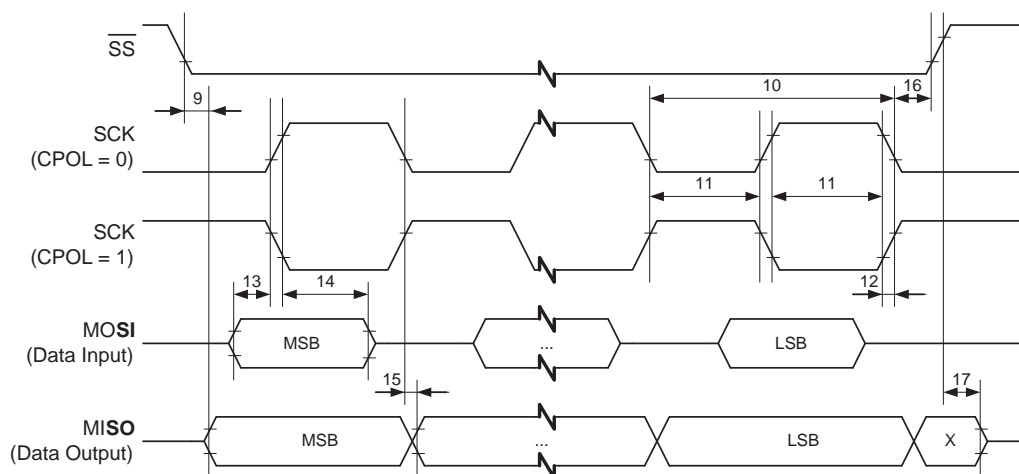 SS
10
16
9
SCK
(CPOL = 0)
11
11
SCK
(CPOL = 1)
13
14
12
MOSI
(Data Input)
MSB
...
LSB
15
17
MISO
(Data Output)
MSB
...
LSB
X